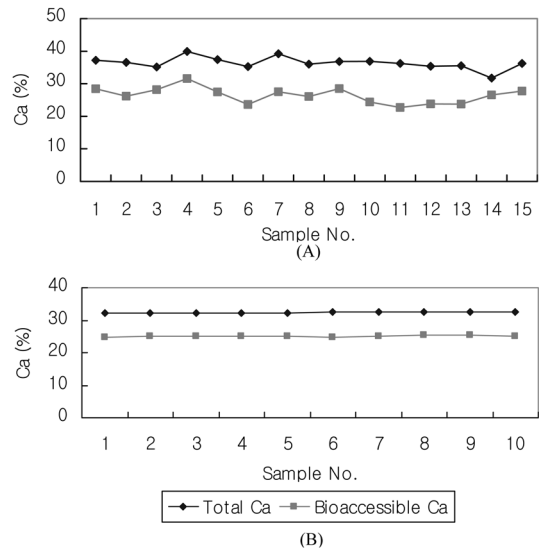 50
40
30
20
10
0
Ca (%)
1 2 3 4 5 6 7 8 9 10 11 12 13 14 15
Sample No.
(A)
40
30
20
10
0
Ca (%)
1 2 3 4 5 6 7 8 9 10
Sample No.
Total Ca Bioaccessible Ca
(B)